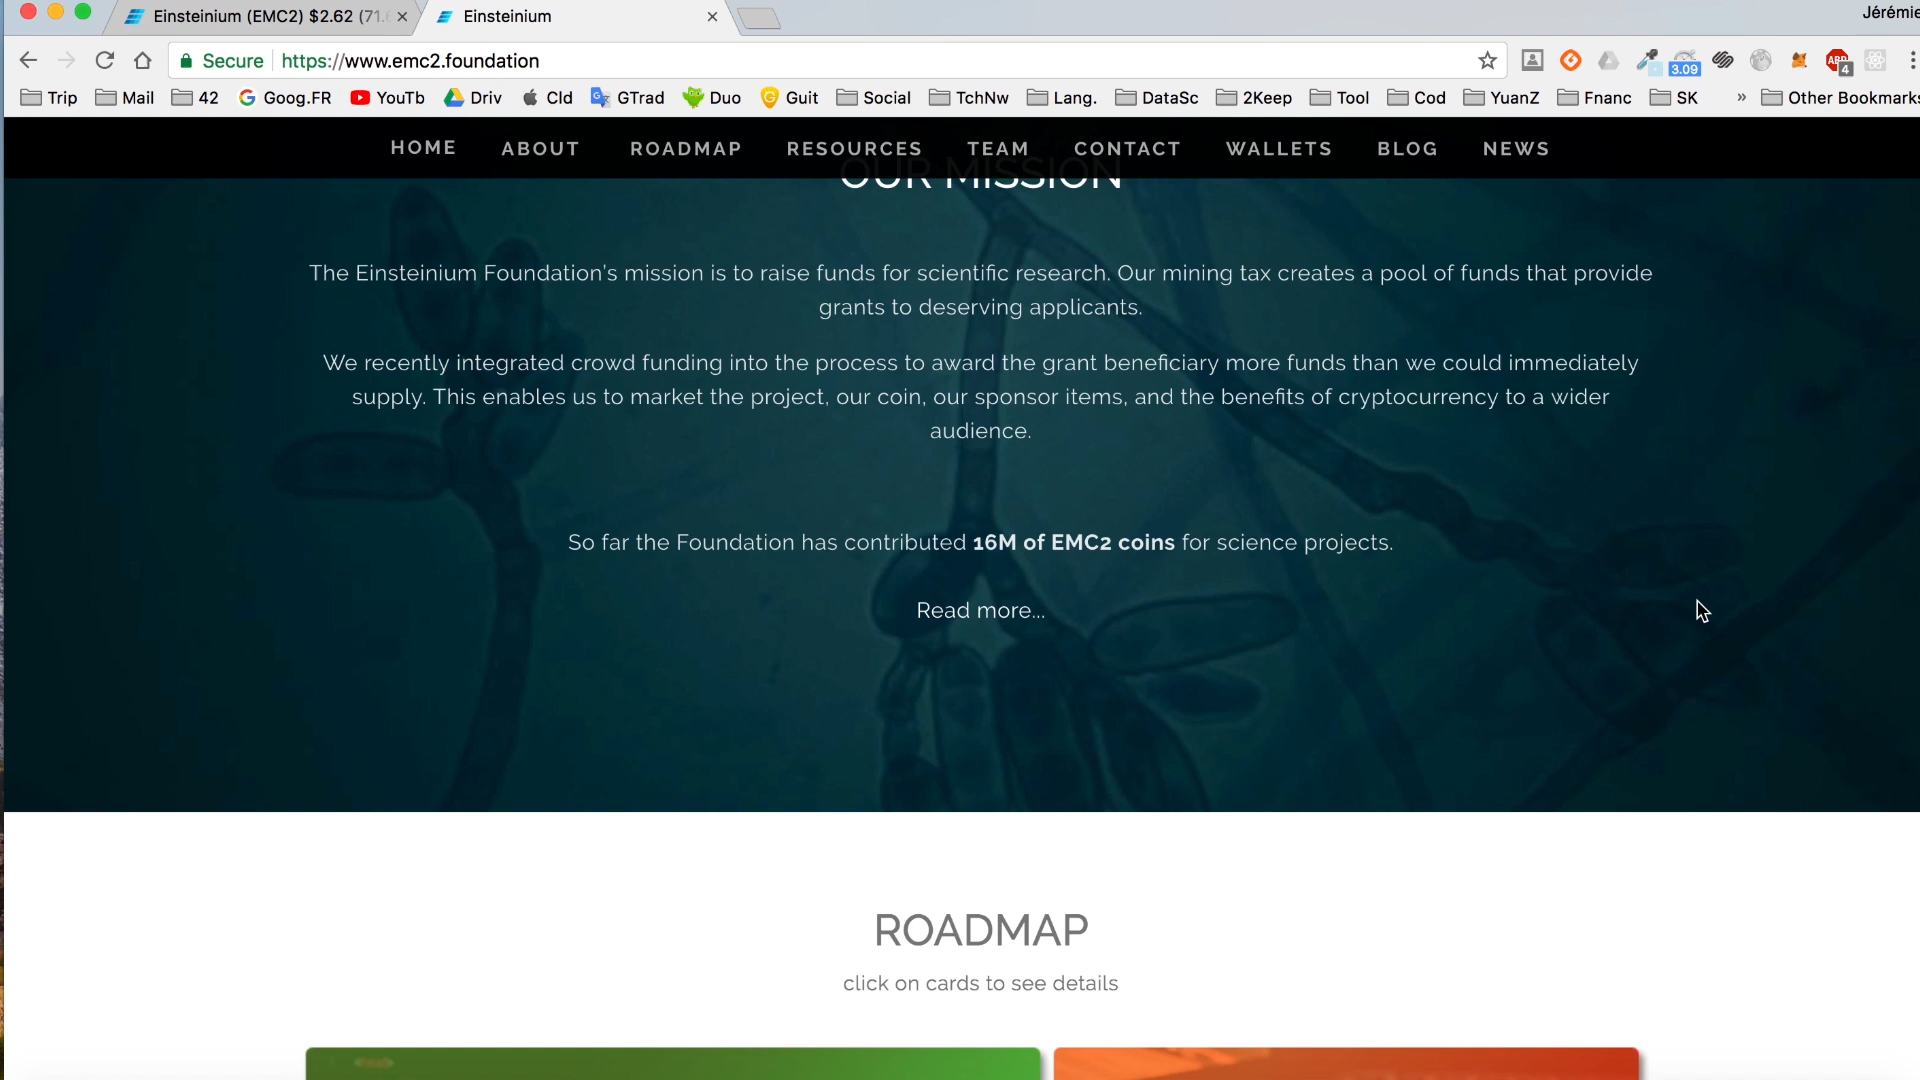 Einsteinium (EMC2) $2.62 (71.
Einsteinium
Jérémie
Secure https://www.emc2.foundation
3.09
ABP
4
Trip Mail 42 Goog.FR YouTb Driv Cld GTrad Duo Guit Social TchNw Lang. DataSc 2Keep Tool Cod YuanZ Fnanc SK » Other Bookmarks
HOME ABOUT ROADMAP RESOURCES TEAM CONTACT WALLETS BLOG NEWS
OUR MISSION
The Einsteinium Foundation's mission is to raise funds for scientific research. Our mining tax creates a pool of funds that provide
grants to deserving applicants.
We recently integrated crowd funding into the process to award the grant beneficiary more funds than we could immediately
supply. This enables us to market the project, our coin, our sponsor items, and the benefits of cryptocurrency to a wider
audience.
So far the Foundation has contributed 16M of EMC2 coins for science projects.
Read more...
ROADMAP
click on cards to see details